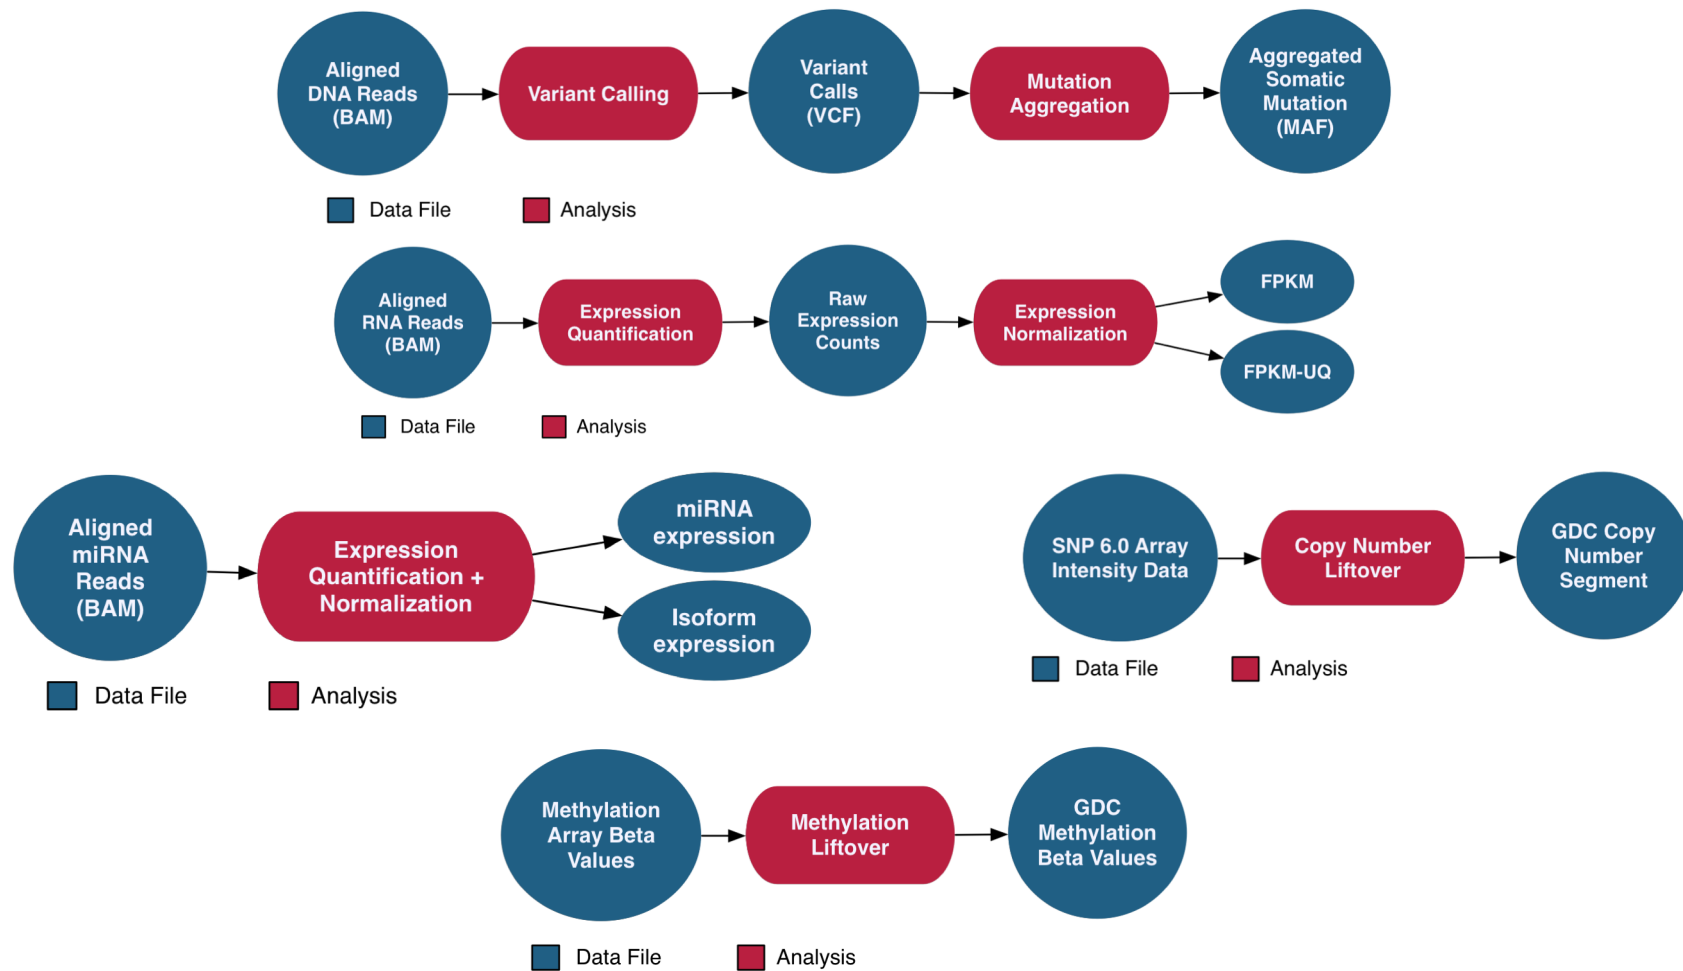 Aligned
DNA Reads
(BAM)
Variant Calling
Variant
Calls
(VCF)
Mutation
Aggregation
Aggregated
Somatic
Mutation
(MAF)
Data File
Analysis
Aligned
RNA Reads
(BAM)
Expression
Quantification
Raw
Expression
Counts
Expression
Normalization
FPKM
FPKM-UQ
Data File
Analysis
Aligned
miRNA
Reads
(BAM)
Expression
Quantification +
Normalization
miRNA
expression
Isoform
expression
Data File
Analysis
SNP 6.0 Array
Intensity Data
Copy Number
Liftover
GDC Copy
Number
Segment
Data File
Analysis
Methylation
Array Beta
Values
Methylation
Liftover
GDC
Methylation
Beta Values
Data File
Analysis